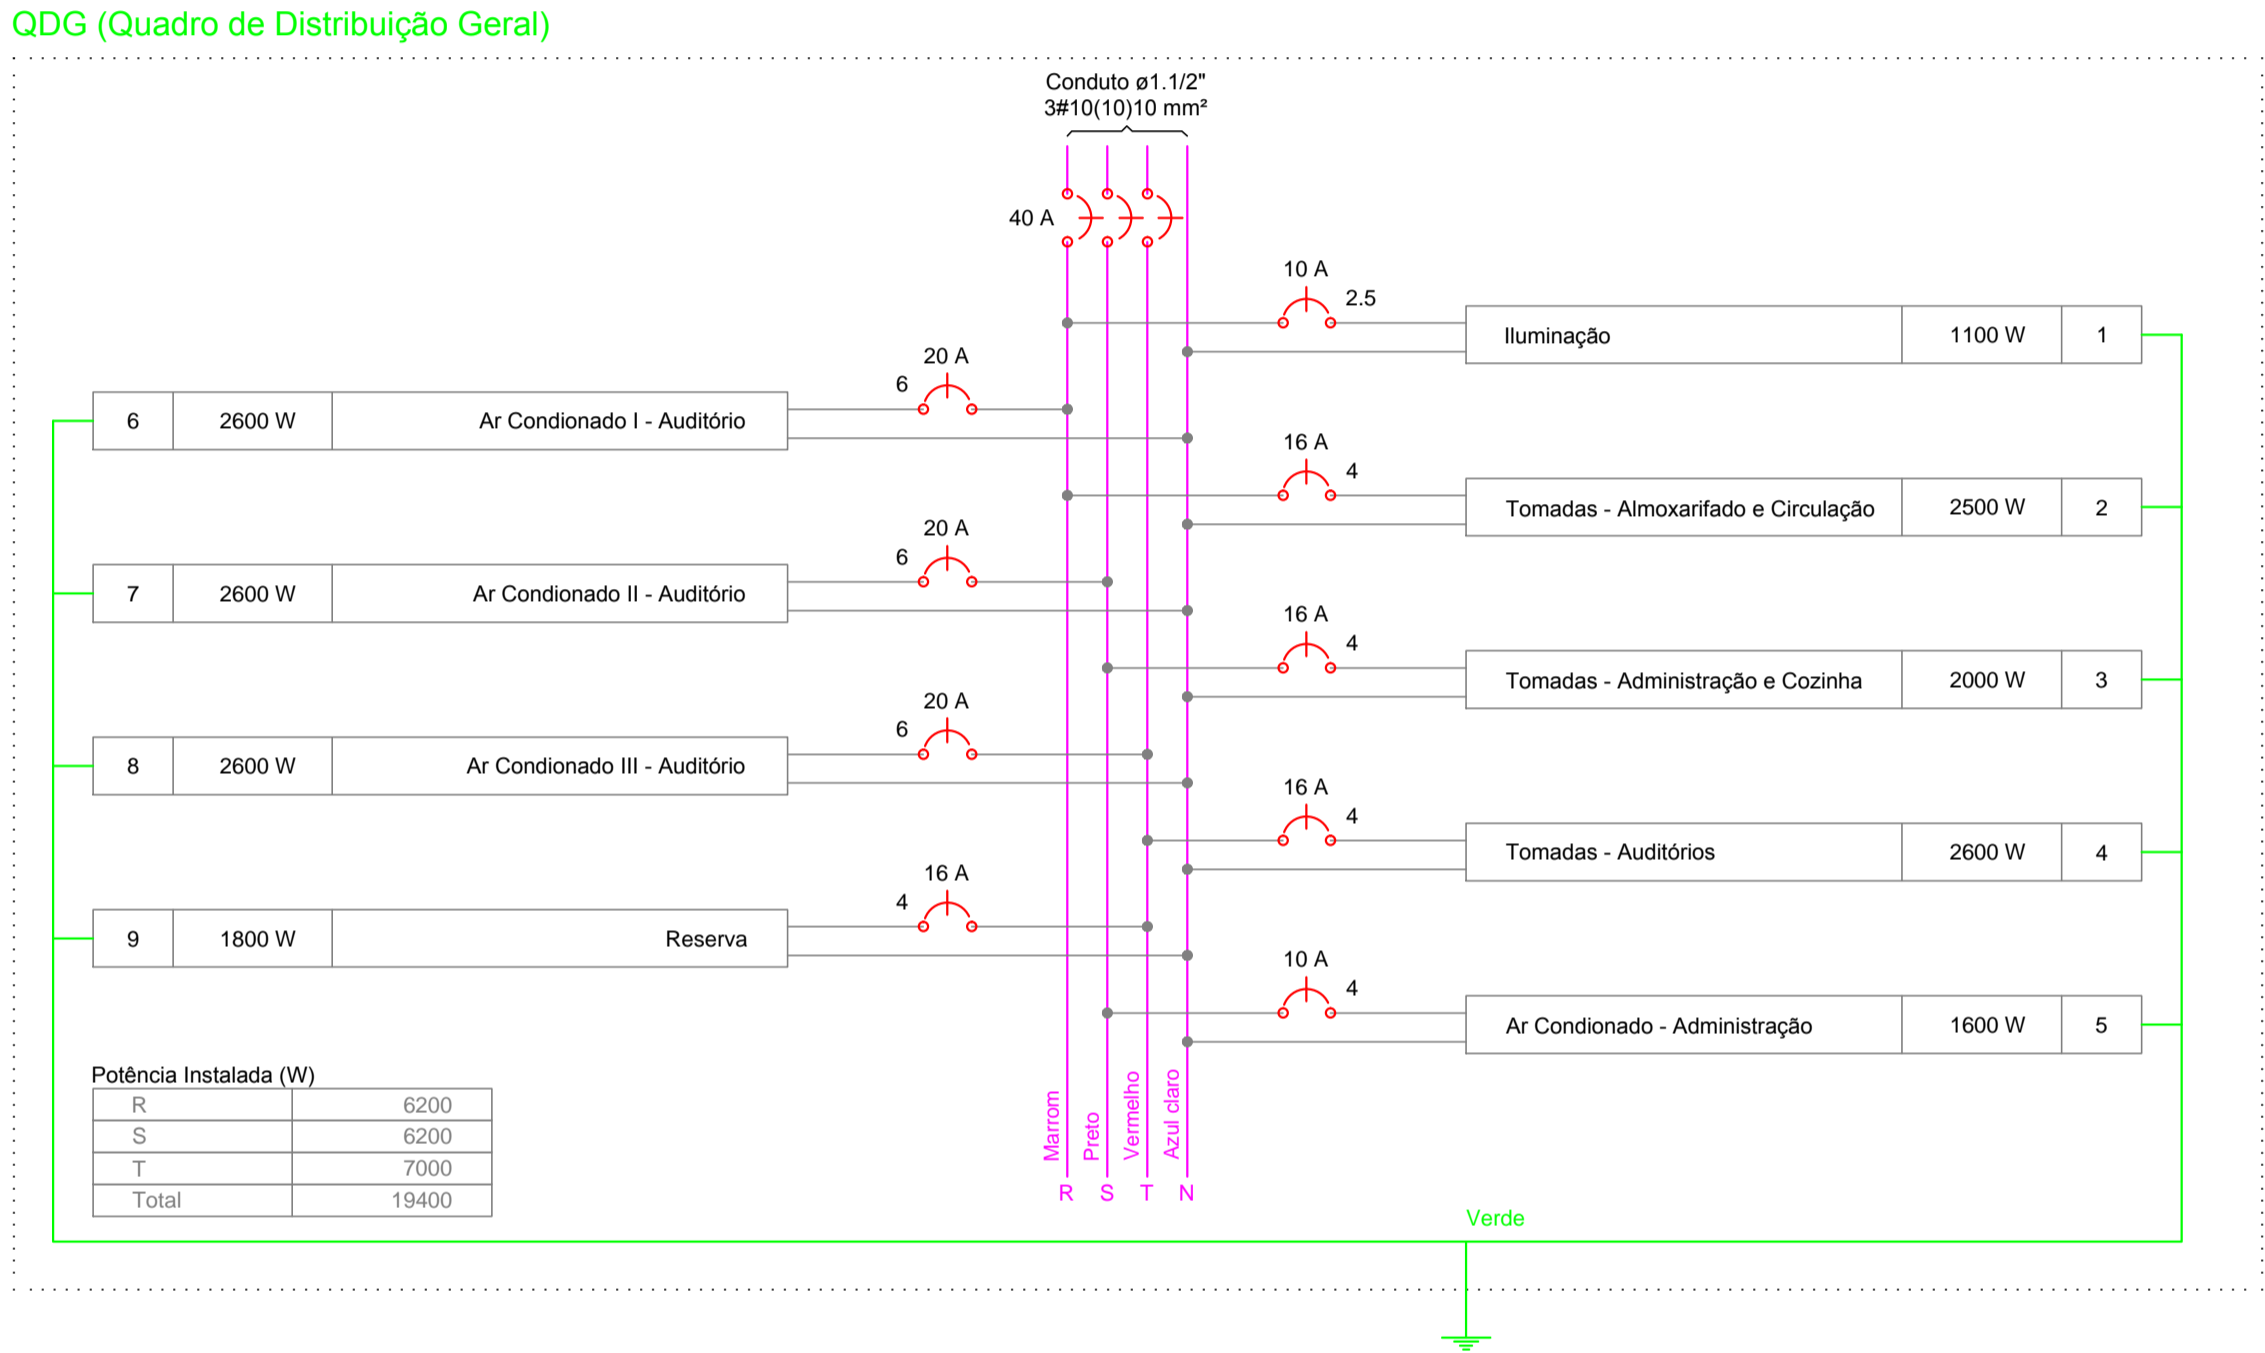 QDG (Quadro de Distribuição Geral)
Conduto ø1.1/2"
3#10(10)10 mm²
40 A
10 A
2.5
Iluminação 1100 W 1
20 A
6
6 2600 W Ar Condionado I - Auditório
16 A
4
Tomadas - Almoxarifado e Circulação 2500 W 2
20 A
6
7 2600 W Ar Condionado II - Auditório
16 A
4
Tomadas - Administração e Cozinha 2000 W 3
20 A
6
8 2600 W Ar Condionado III - Auditório
16 A
4
Tomadas - Auditórios 2600 W 4
16 A
4
9 1800 W Reserva
10 A
4
Ar Condionado - Administração 1600 W 5
Potência Instalada (W)
R 6200
S 6200
T 7000
Total 19400
Marrom
Preto
Vermelho
Azul claro
R S T N
Verde